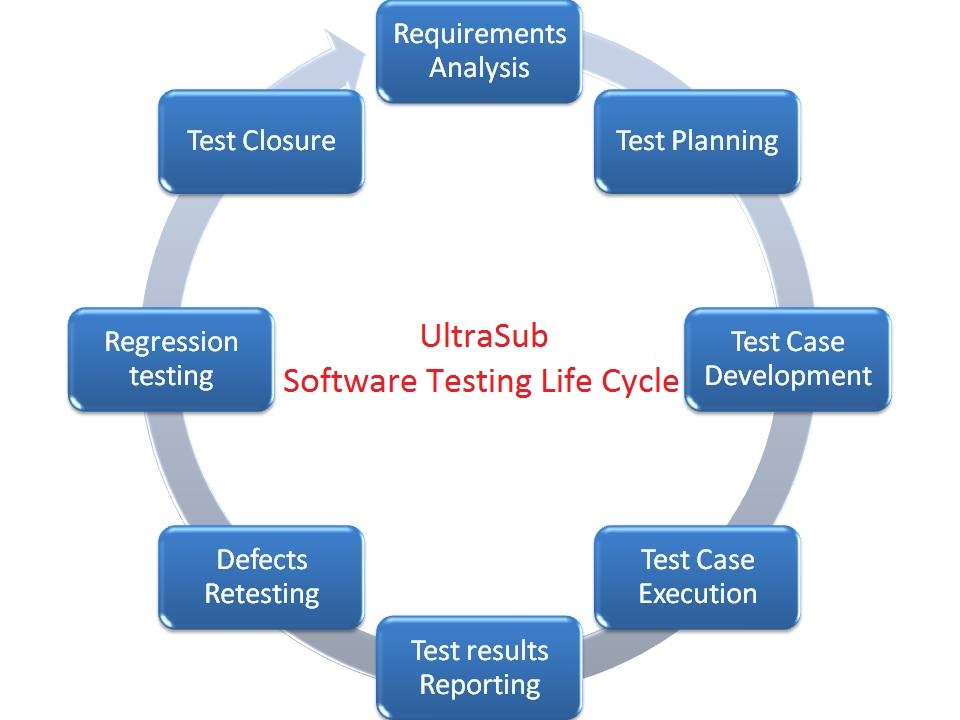 Requirements
Analysis
Test Planning
Test Case
Development
Test Case
Execution
Test results
Reporting
Defects
Retesting
Regression
testing
Test Closure
UltraSub
Software Testing Life Cycle